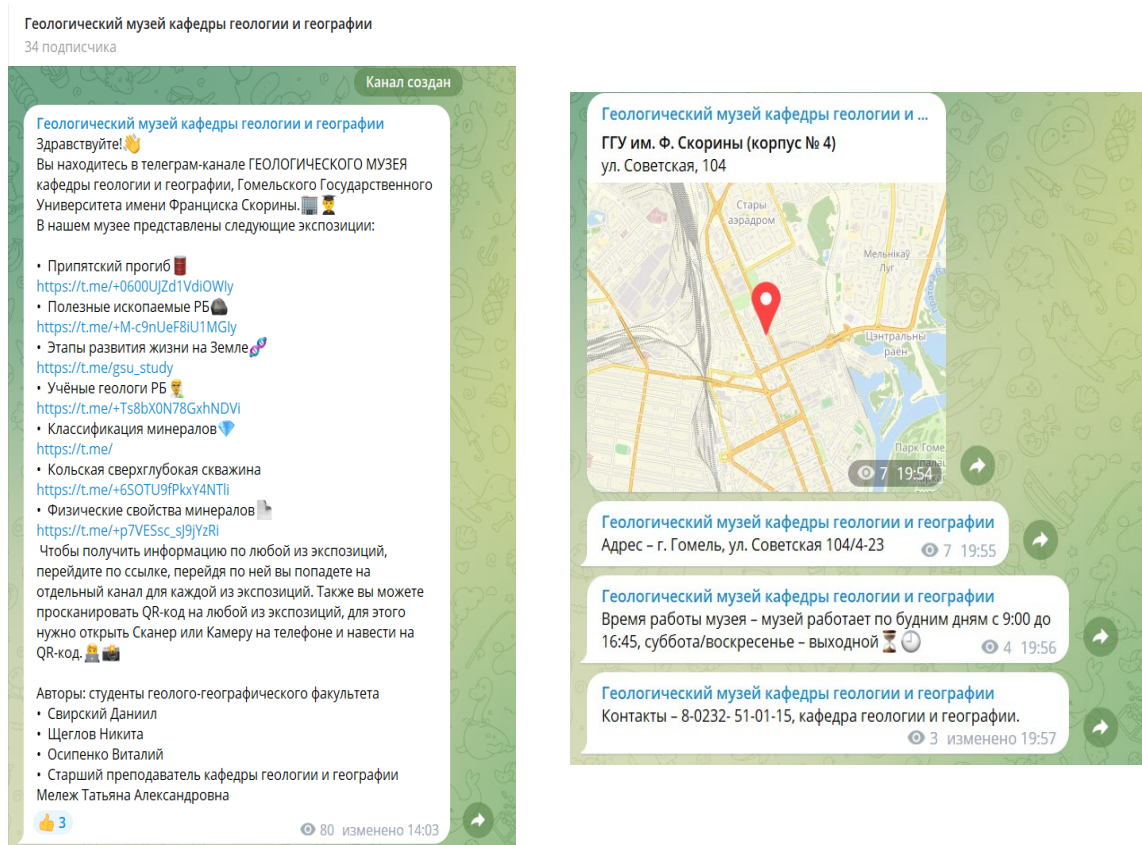 Геологический музей кафедры геологии и географии
34 подписчика
Канал создан
Геологический музей кафедры геологии и географии
Здравствуйте!👋
Вы находитесь в телеграм-канале ГЕОЛОГИЧЕСКОГО МУЗЕЯ
кафедры геологии и географии, Гомельского Государственного
Университета имени Франциска Скорины.🏢👨‍🎓
В нашем музее представлены следующие экспозиции:
• Припятский прогиб🛢
https://t.me/+0600UJZd1VdiOWIy
• Полезные ископаемые РБ🪨
https://t.me/+M-c9nUeF8iU1MGIy
• Этапы развития жизни на Земле🧬
https://t.me/gsu_study
• Учёные геологи РБ👨‍🏫
https://t.me/+Ts8bX0N78GxhNDVi
• Классификация минералов💎
https://t.me/
• Кольская сверхглубокая скважина
https://t.me/+6SOTU9fPkxY4NTli
• Физические свойства минералов
https://t.me/+p7VESsc_sJ9jYzRi
Чтобы получить информацию по любой из экспозиций,
перейдите по ссылке, перейдя по ней вы попадете на
отдельный канал для каждой из экспозиций. Также вы можете
просканировать QR-код на любой из экспозиций, для этого
нужно открыть Сканер или Камеру на телефоне и навести на
QR-код.👨‍💻📸
Авторы: студенты геолого-географического факультета
• Свирский Даниил
• Щеглов Никита
• Осипенко Виталий
• Старший преподаватель кафедры геологии и географии
Мележ Татьяна Александровна
👍 3
80 изменено 14:03
Геологический музей кафедры геологии и ...
ГГУ им. Ф. Скорины (корпус № 4)
ул. Советская, 104
Стары
аэрадром
Мельнікаў
Луг
Цэнтральны
раён
Парк Гоме
7 19:54
Геологический музей кафедры геологии и географии
Адрес – г. Гомель, ул. Советская 104/4-23
7 19:55
Геологический музей кафедры геологии и географии
Время работы музея – музей работает по будним дням с 9:00 до
16:45, суббота/воскресенье – выходной⏳🕘
4 19:56
Геологический музей кафедры геологии и географии
Контакты – 8-0232- 51-01-15, кафедра геологии и географии.
3 изменено 19:57